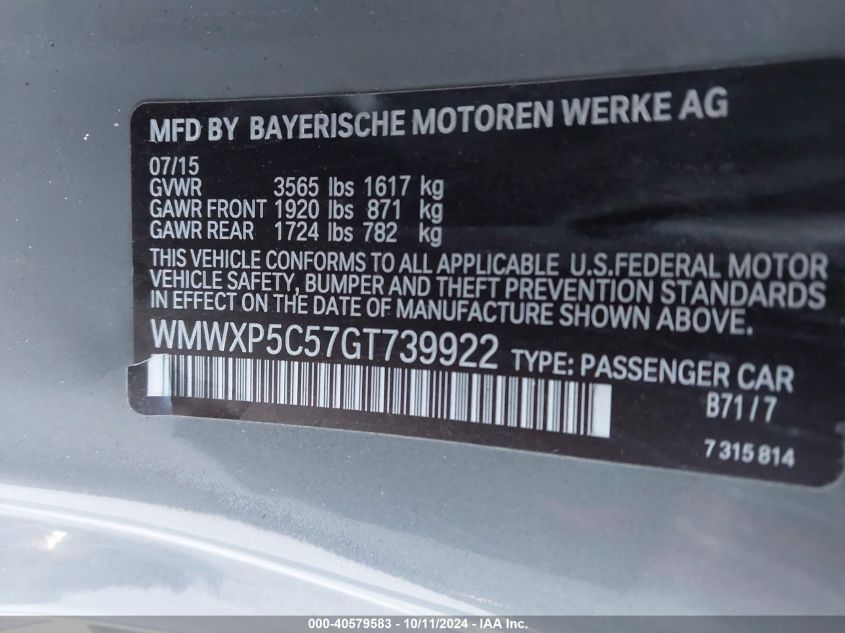 MFD BY BAYERISCHE MOTOREN WERKE AG
07/15
GVWR 3565 lbs 1617 kg
GAWR FRONT 1920 lbs 871 kg
GAWR REAR 1724 lbs 782 kg
THIS VEHICLE CONFORMS TO ALL APPLICABLE U.S.FEDERAL MOTOR
VEHICLE SAFETY, BUMPER AND THEFT PREVENTION STANDARDS
IN EFFECT ON THE DATE OF MANUFACTURE SHOWN ABOVE.
WMWXP5C57GT739922 TYPE: PASSENGER CAR
B71/7
7 315 814
000-40579583 - 10/11/2024 - IAAI.com